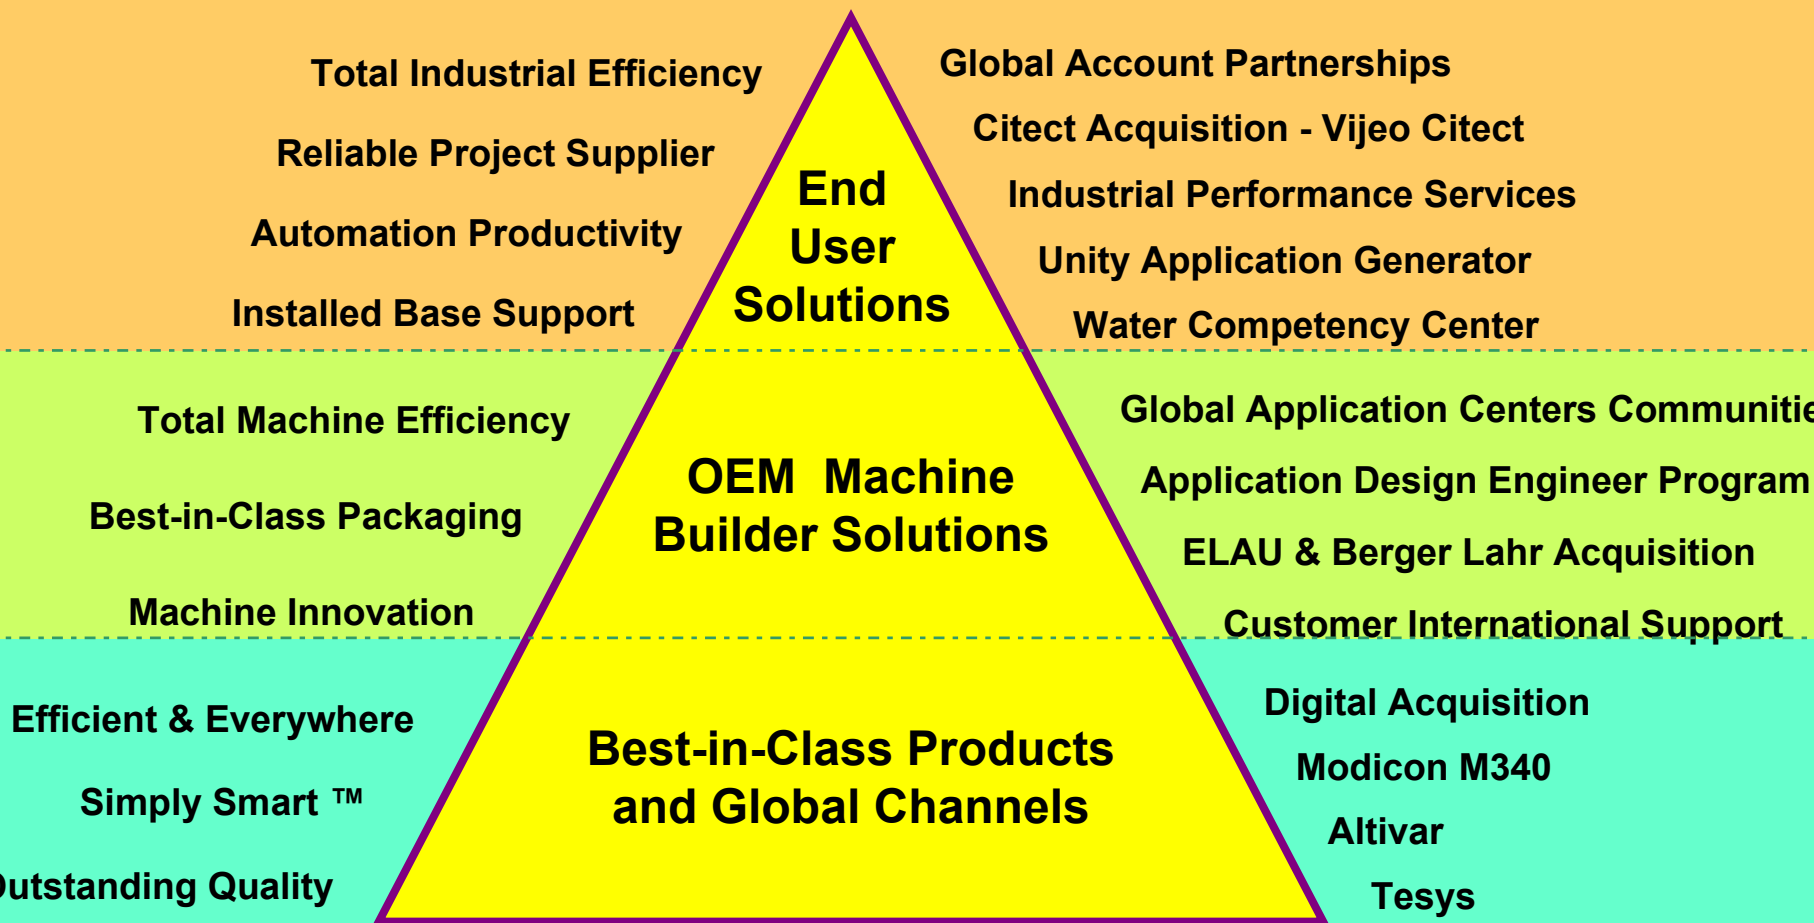 Total Industrial Efficiency
Reliable Project Supplier
Automation Productivity
Installed Base Support
End
User
Solutions
Global Account Partnerships
Citect Acquisition - Vijeo Citect
Industrial Performance Services
Unity Application Generator
Water Competency Center
Total Machine Efficiency
Best-in-Class Packaging
Machine Innovation
OEM  Machine
Builder Solutions
Global Application Centers Communitie
Application Design Engineer Program
ELAU & Berger Lahr Acquisition
Customer International Support
Efficient & Everywhere
Simply Smart ™
Outstanding Quality
Best-in-Class Products
and Global Channels
Digital Acquisition
Modicon M340
Altivar
Tesys